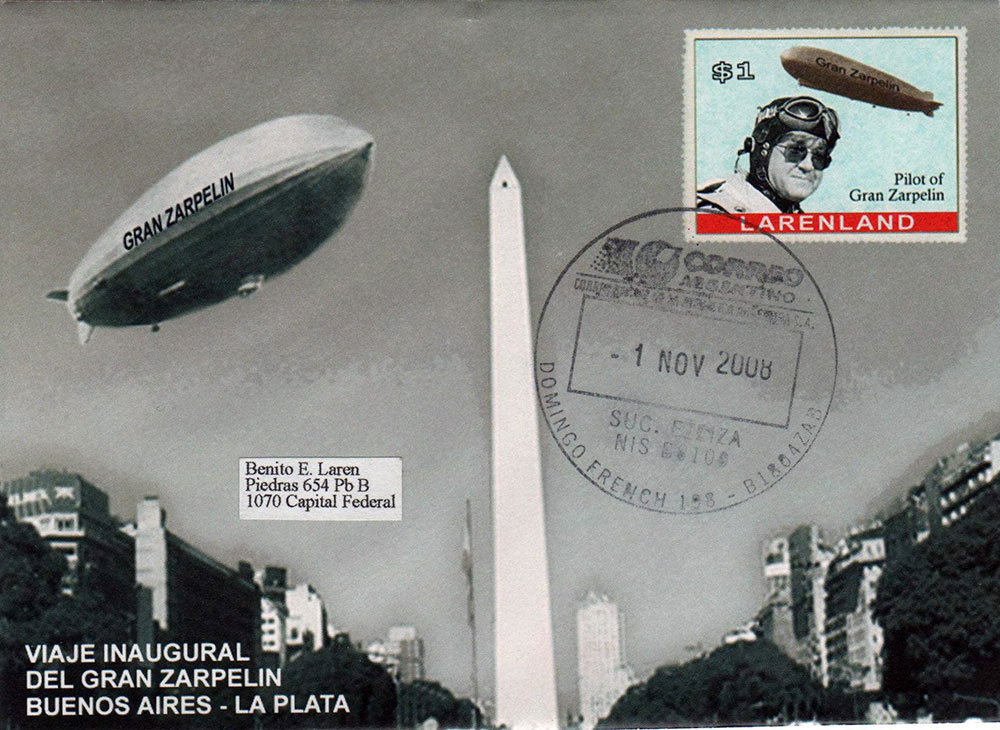 GRAN ZARPELIN
$1
Gran Zarpelin
Pilot of
Gran Zarpelin
LARENLAND
CORREO
ARGENTINO
- 1 NOV 2008
SUC. EZEIZA
NIS
DOMINGO FRENCH 198 -
Benito E. Laren
Piedras 654 Pb B
1070 Capital Federal
VIAJE INAUGURAL
DEL GRAN ZARPELIN
BUENOS AIRES - LA PLATA